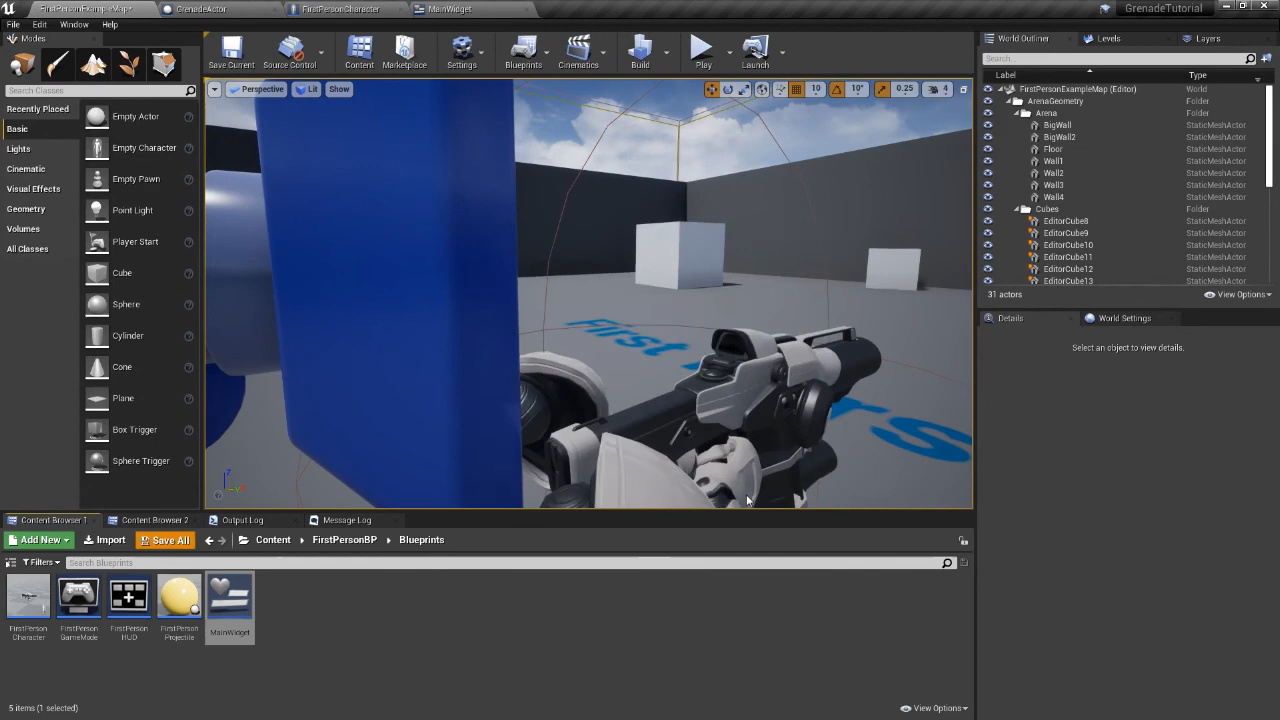 FirstPersonExampleMap*
GrenadeActor
FirstPersonCharacter
MainWidget
GrenadeTutorial
File Edit Window Help
Modes
Search Classes
Recently Placed
Basic
Lights
Cinematic
Visual Effects
Geometry
Volumes
All Classes
Empty Actor
Empty Character
Empty Pawn
Point Light
Player Start
Cube
Sphere
Cylinder
Cone
Plane
Box Trigger
Sphere Trigger
Save Current
Source Control
Content
Marketplace
Settings
Blueprints
Cinematics
Build
Play
Launch
Perspective
Lit
Show
10
10°
0.25
4
First
World Outliner
Levels
Layers
Search...
Label Type
FirstPersonExampleMap (Editor) World
ArenaGeometry Folder
Arena Folder
BigWall StaticMeshActor
BigWall2 StaticMeshActor
Floor StaticMeshActor
Wall1 StaticMeshActor
Wall2 StaticMeshActor
Wall3 StaticMeshActor
Wall4 StaticMeshActor
Cubes Folder
EditorCube8 StaticMeshActor
EditorCube9 StaticMeshActor
EditorCube10 StaticMeshActor
EditorCube11 StaticMeshActor
EditorCube12 StaticMeshActor
EditorCube13 StaticMeshActor
31 actors
View Options
Details
World Settings
Select an object to view details.
Content Browser 1
Content Browser 2
Output Log
Message Log
Add New
Import
Save All
Content
FirstPersonBP
Blueprints
Filters
Search Blueprints
FirstPerson
Character
FirstPerson
GameMode
FirstPerson
HUD
FirstPerson
Projectile
MainWidget
5 items (1 selected)
View Options